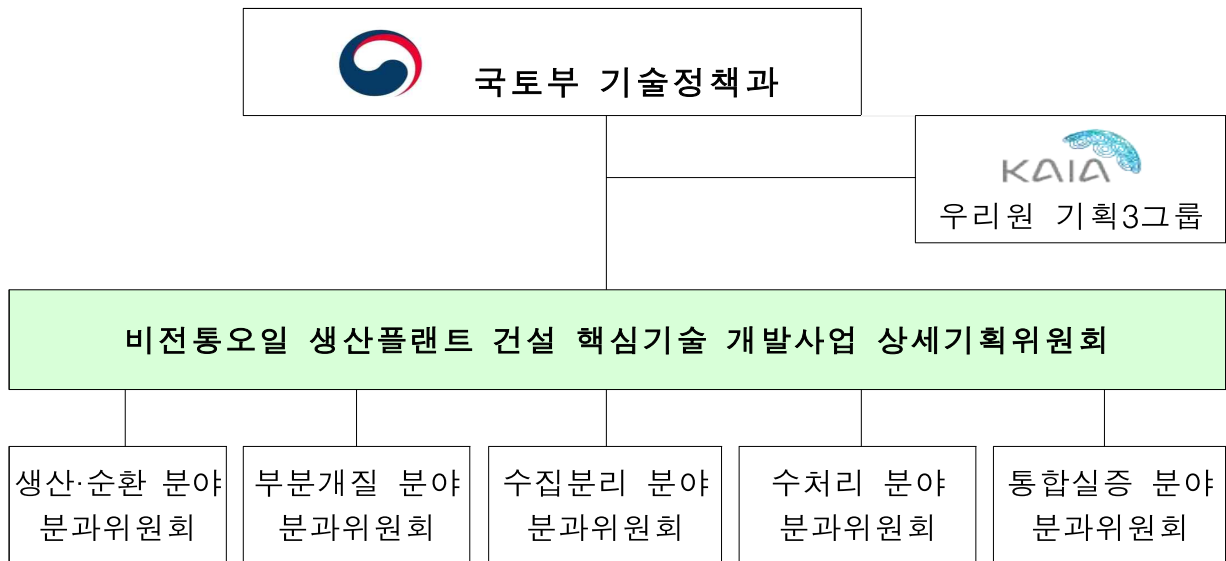 국토부 기술정책과
KAIA
우리원 기획3그룹
비전통오일 생산플랜트 건설 핵심기술 개발사업 상세기획위원회
생산·순환 분야
분과위원회
부분개질 분야
분과위원회
수집분리 분야
분과위원회
수처리 분야
분과위원회
통합실증 분야
분과위원회